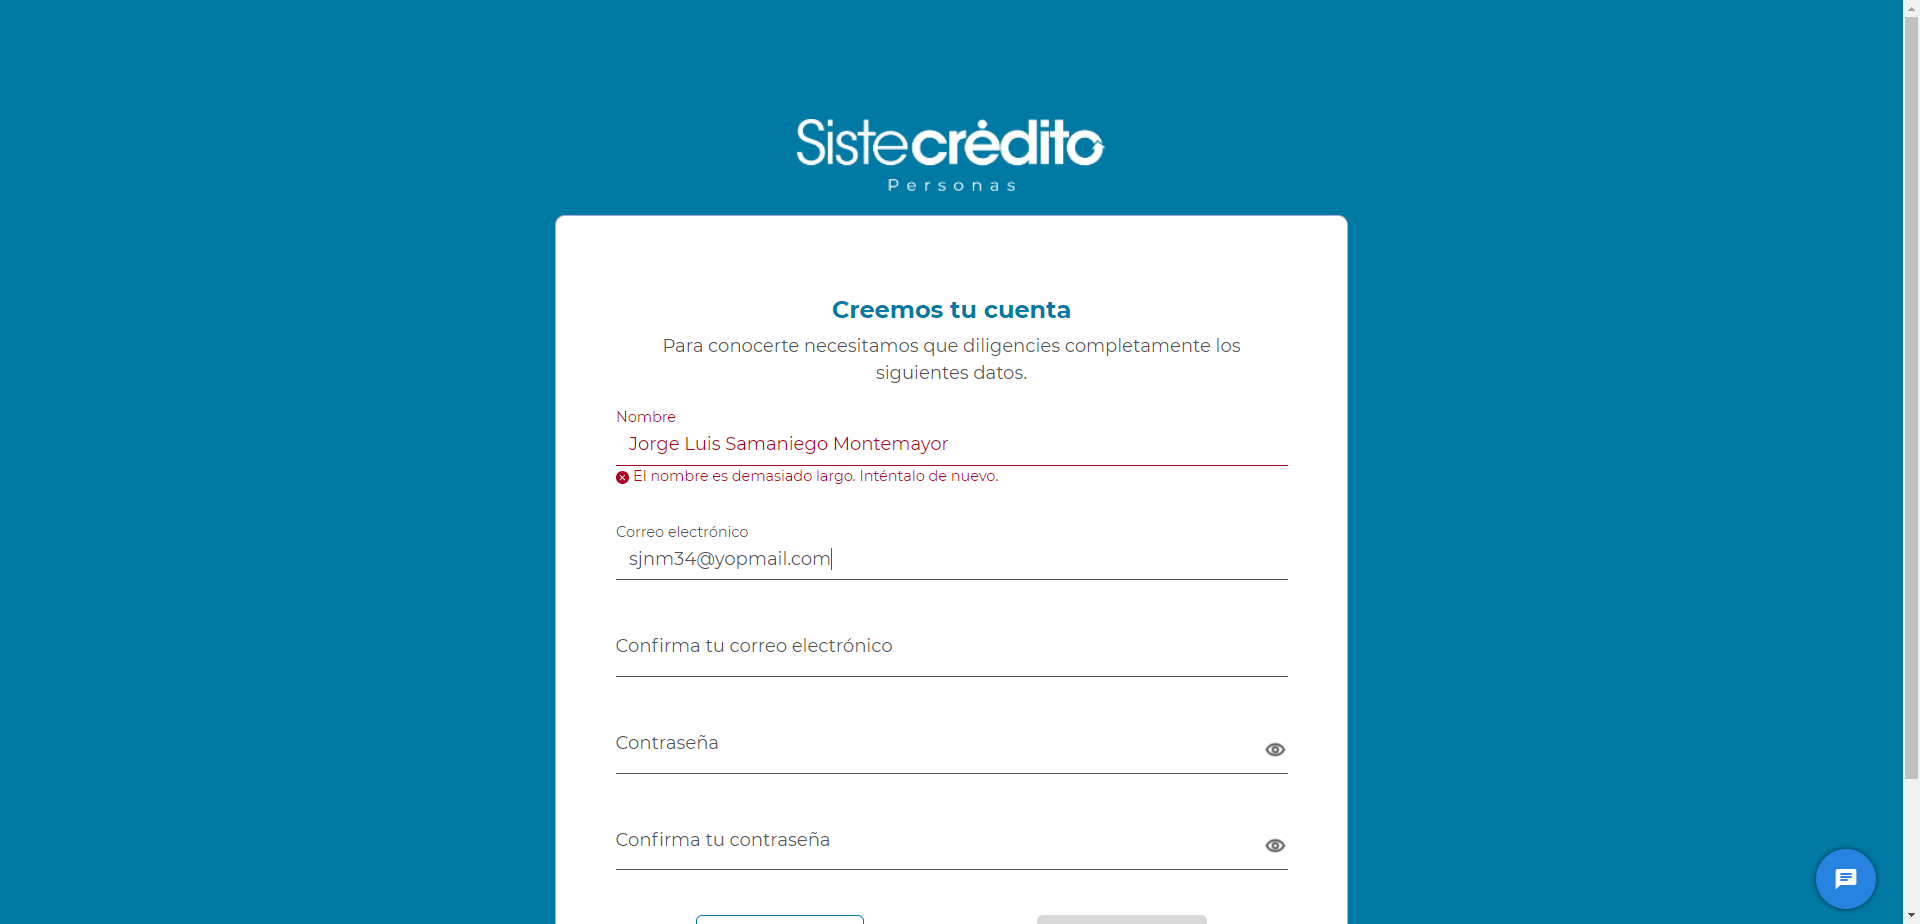 Sistecrédito
Personas
Creemos tu cuenta
Para conocerte necesitamos que diligencies completamente los
siguientes datos.
Nombre
Jorge Luis Samaniego Montemayor
El nombre es demasiado largo. Inténtalo de nuevo.
Correo electrónico
sjnm34@yopmail.com
Confirma tu correo electrónico
Contraseña
Confirma tu contraseña